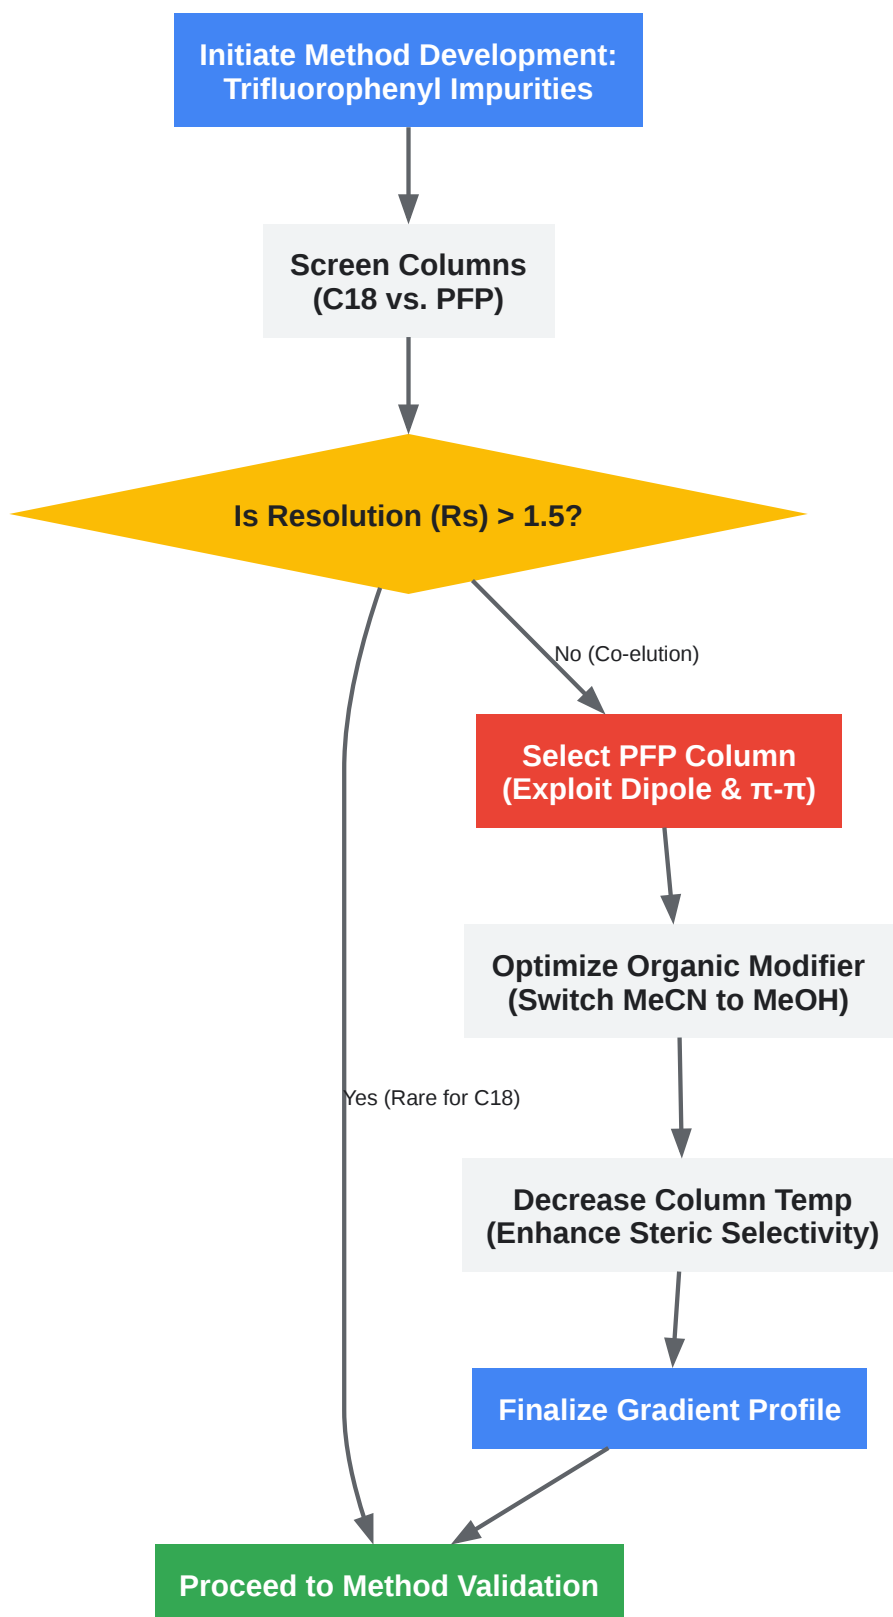 Initiate Method Development:
Trifluorophenyl Impurities
Screen Columns
(C18 vs. PFP)
Is Resolution (Rs) > 1.5?
No (Co-elution)
Select PFP Column
(Exploit Dipole & π-π)
Optimize Organic Modifier
(Switch MeCN to MeOH)
Yes (Rare for C18)
Decrease Column Temp
(Enhance Steric Selectivity)
Finalize Gradient Profile
Proceed to Method Validation